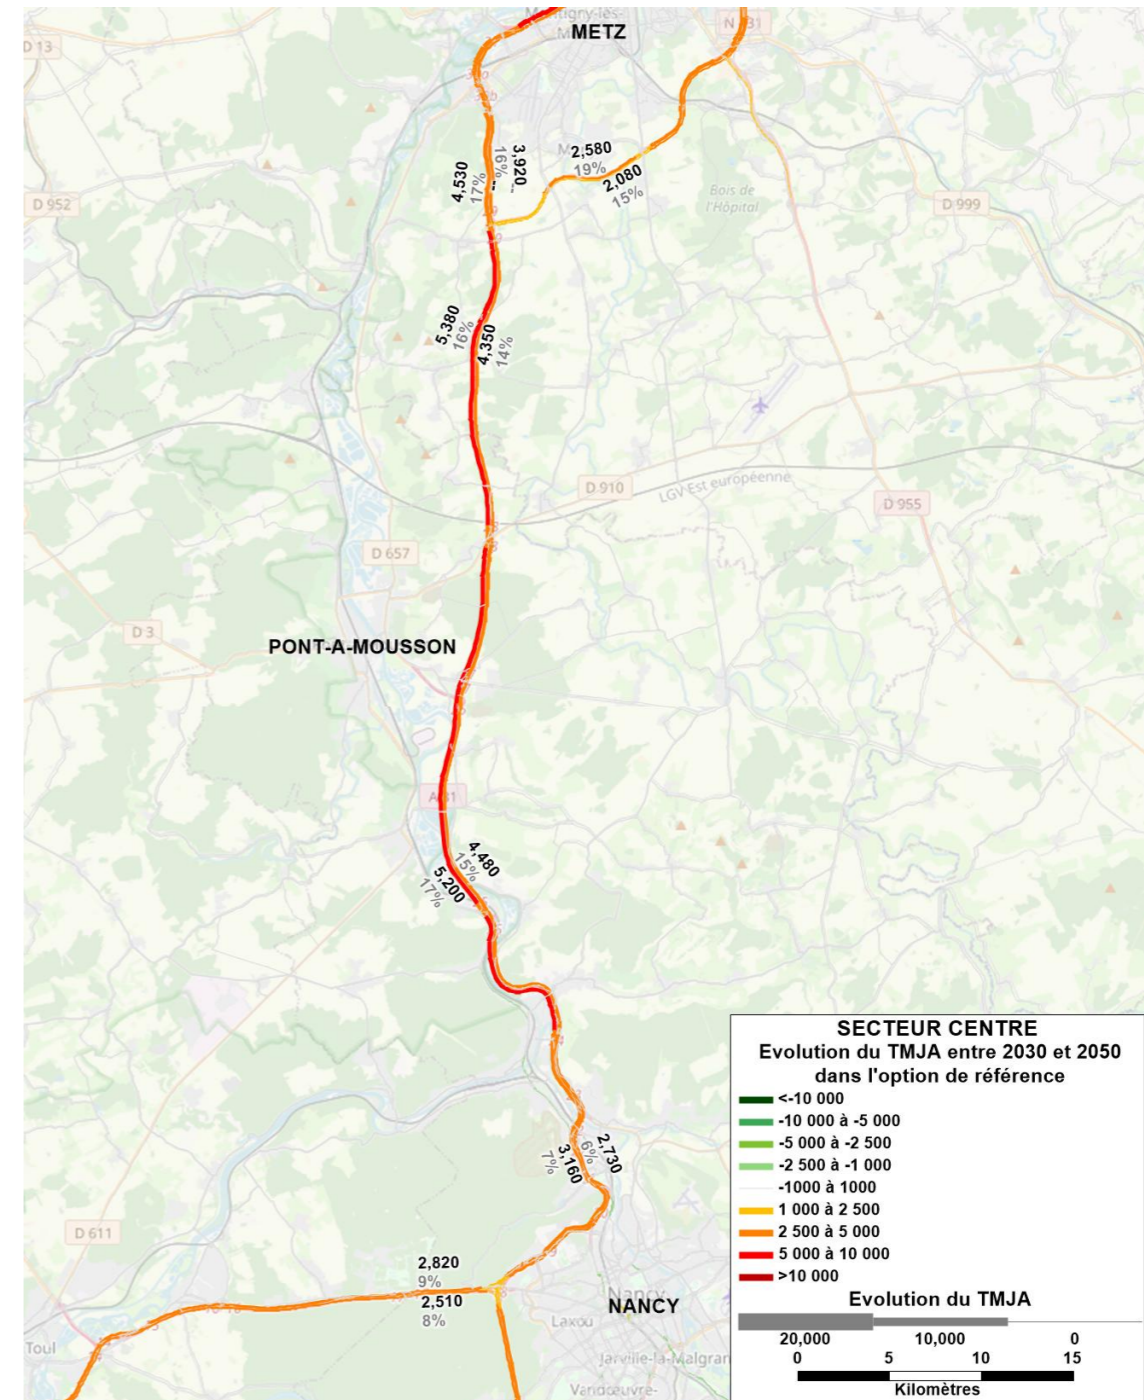 Montigny-lès-
METZ
N 431
D 13
3,920
16%
4,530
17%
2,580
19%
2,080
15%
Bois de
l'Hôpital
D 952
D 999
5,380
16%
4,350
14%
D 910
LGV Est européenne
D 955
D 657
D 3
PONT-A-MOUSSON
A 31
4,480
15%
5,200
17%
2,730
6%
3,160
7%
D 611
2,820
9%
2,510
8%
Nancy
NANCY
Laxou
Toul
Jarville-la-Malgran
Vandœuvre-
SECTEUR CENTRE
Evolution du TMJA entre 2030 et 2050
dans l'option de référence
<-10 000
-10 000 à -5 000
-5 000 à -2 500
-2 500 à -1 000
-1000 à 1000
1 000 à 2 500
2 500 à 5 000
5 000 à 10 000
>10 000
Evolution du TMJA
20,000 10,000 0
0 5 10 15
Kilomètres